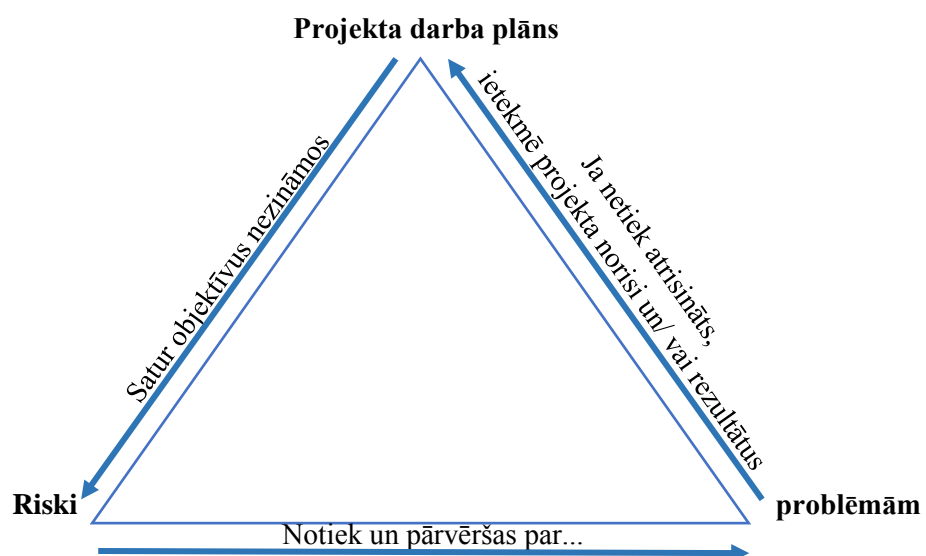 Projekta darba plāns
Satur objektīvus nezināmos
Ja netiek atrisināts,
ietekmē projekta norisi un/ vai rezultātus
Riski
problēmām
Notiek un pārvēršas par...